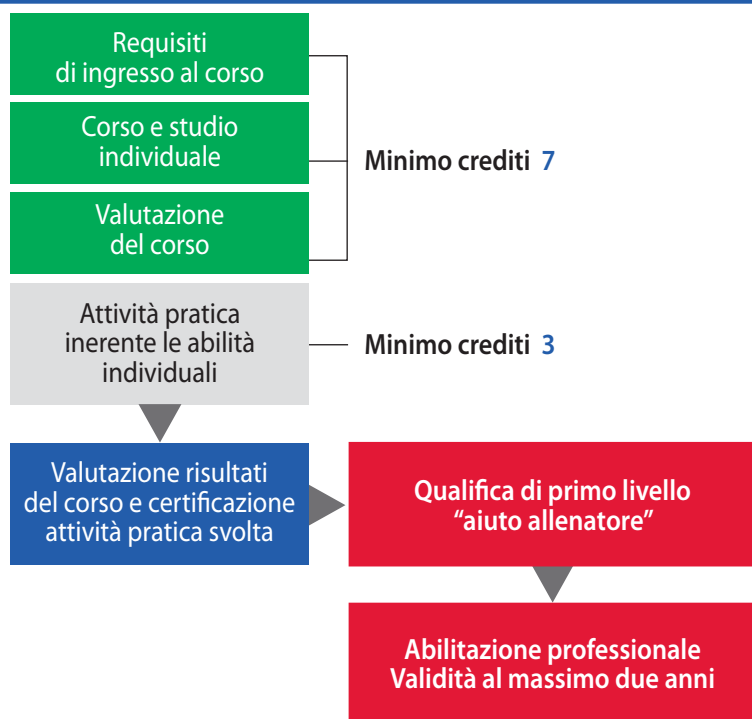 Requisiti
di ingresso al corso
Corso e studio
individuale
Minimo crediti 7
Valutazione
del corso
Attività pratica
inerente le abilità
individuali
Minimo crediti 3
Valutazione risultati
del corso e certificazione
attività pratica svolta
Qualifica di primo livello
“aiuto allenatore”
Abilitazione professionale
Validità al massimo due anni